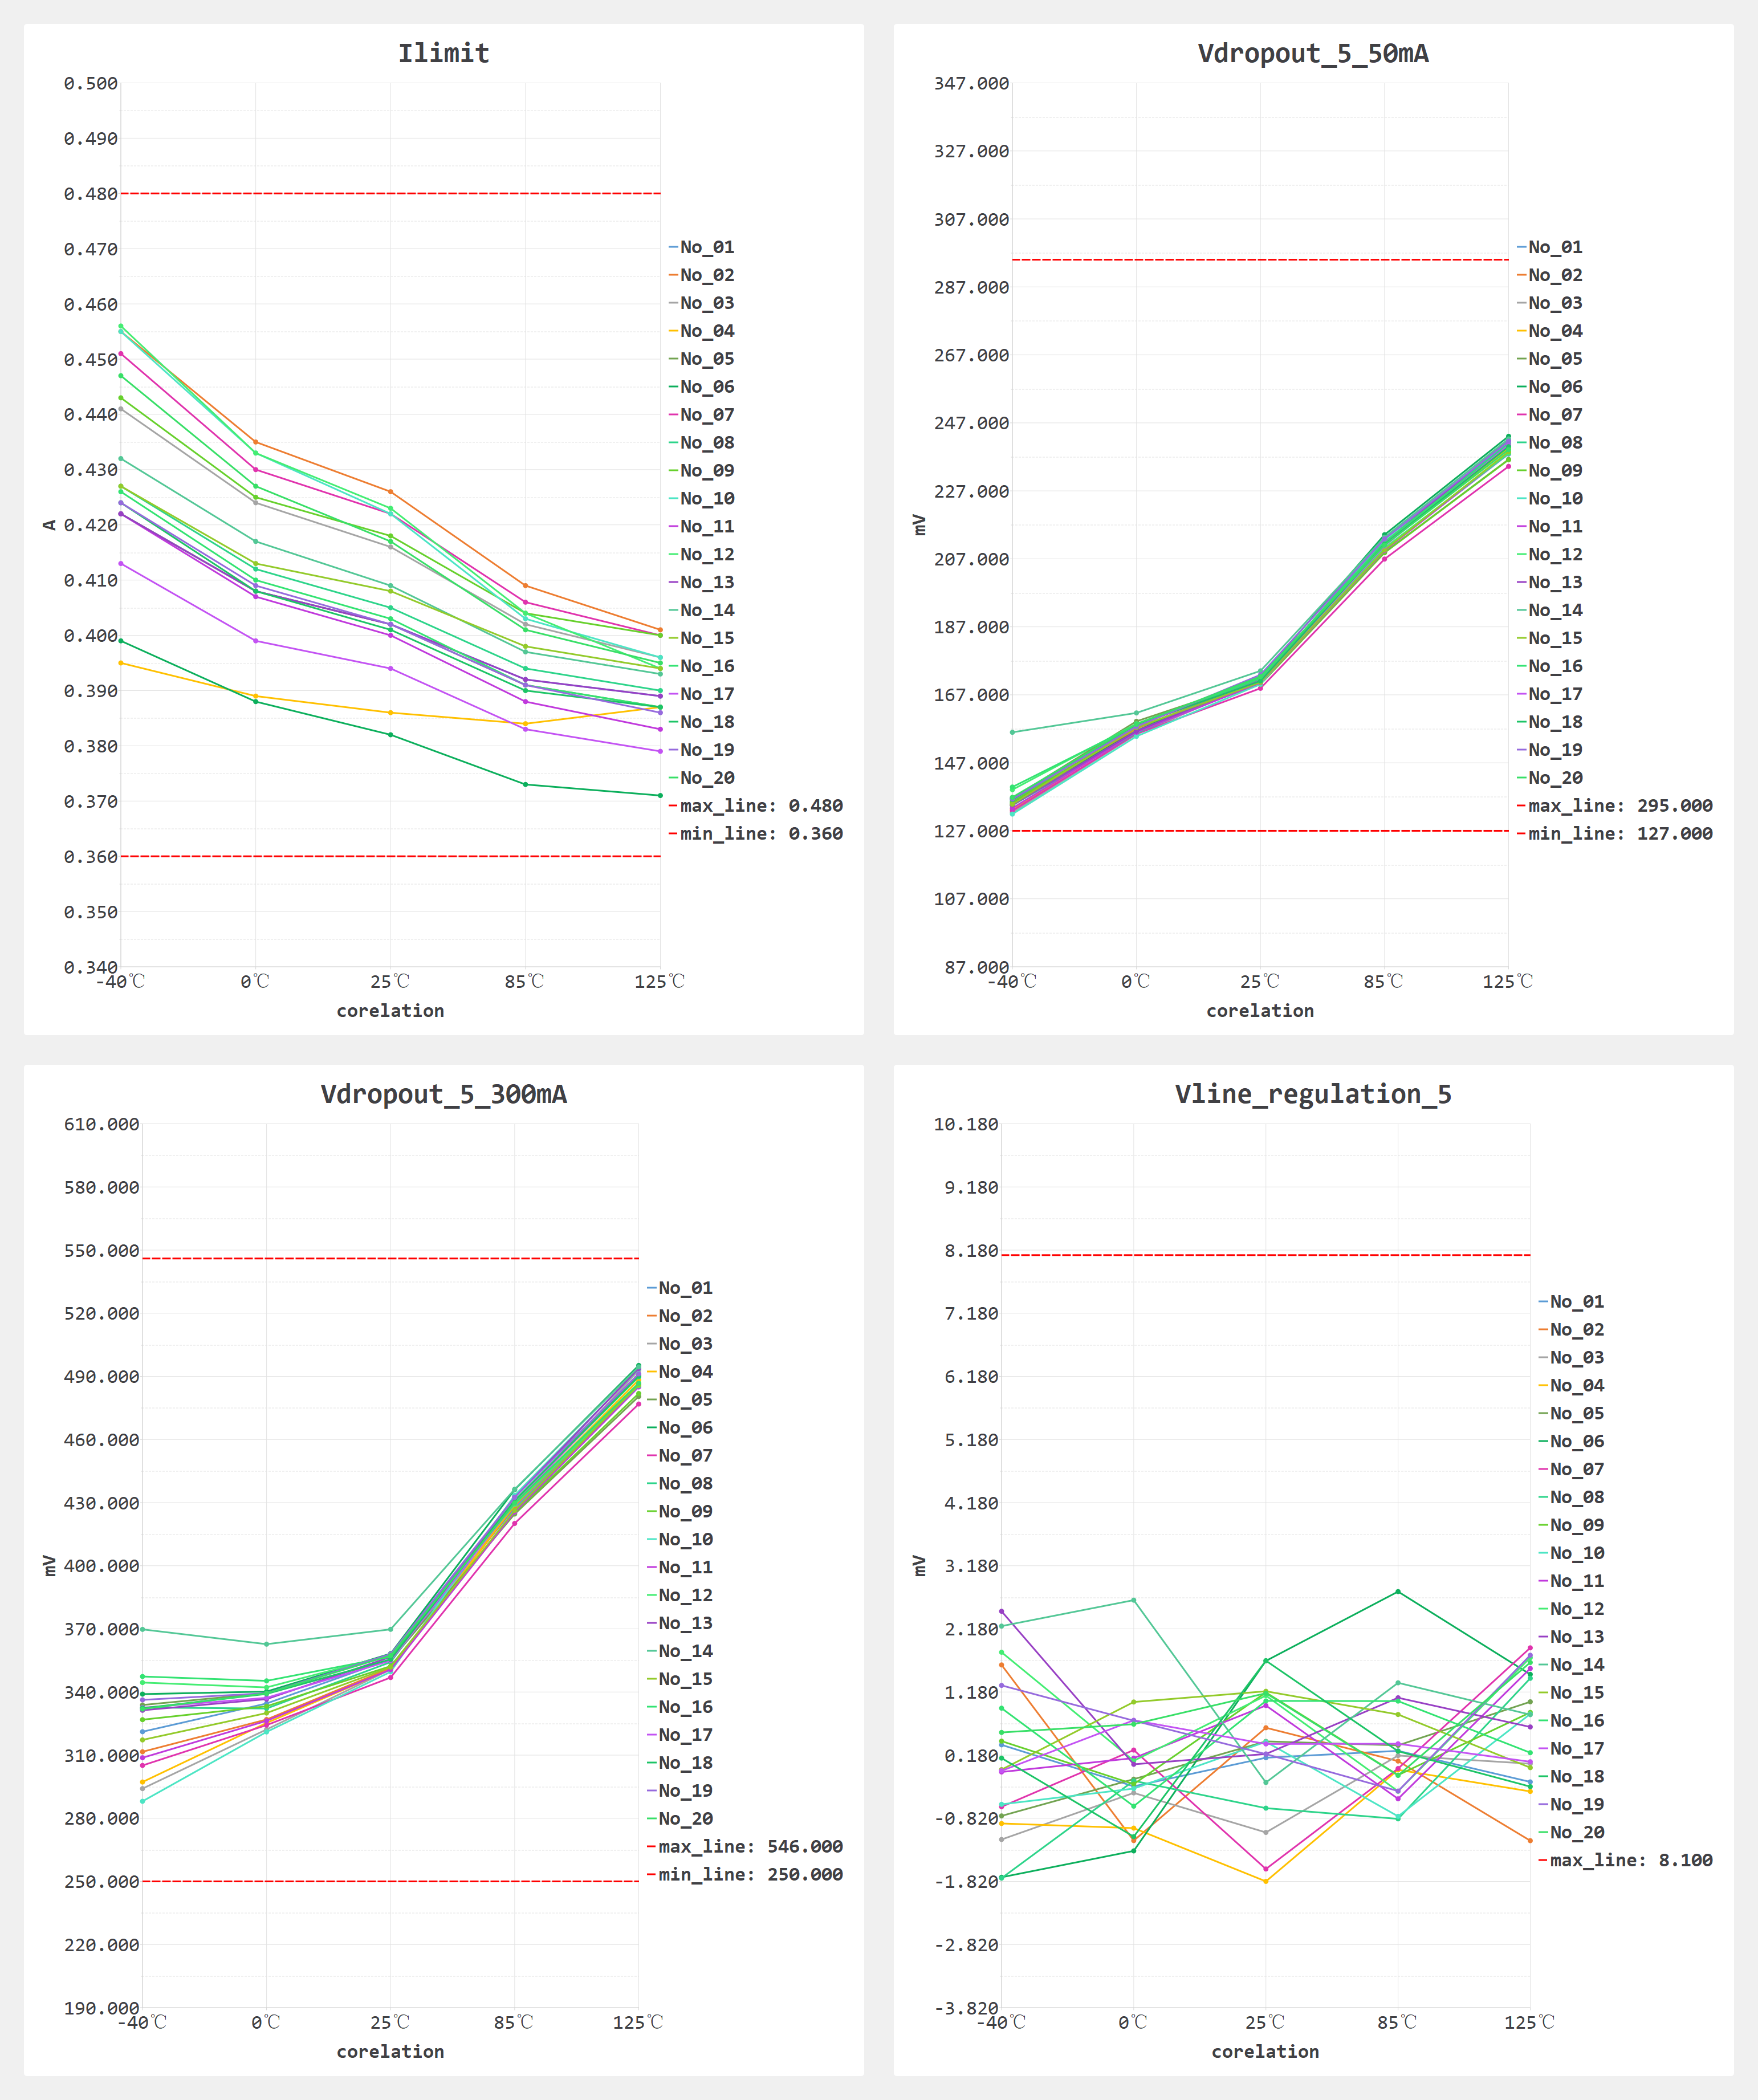 Ilimit
0.500
0.490
0.480
0.470
0.460
0.450
0.440
0.430
0.420
0.410
0.400
0.390
0.380
0.370
0.360
0.350
0.340
A
-40℃ 0℃ 25℃ 85℃ 125℃
corelation
No_01
No_02
No_03
No_04
No_05
No_06
No_07
No_08
No_09
No_10
No_11
No_12
No_13
No_14
No_15
No_16
No_17
No_18
No_19
No_20
max_line: 0.480
min_line: 0.360
Vdropout_5_50mA
347.000
327.000
307.000
287.000
267.000
247.000
227.000
207.000
187.000
167.000
147.000
127.000
107.000
87.000
mV
-40℃ 0℃ 25℃ 85℃ 125℃
corelation
No_01
No_02
No_03
No_04
No_05
No_06
No_07
No_08
No_09
No_10
No_11
No_12
No_13
No_14
No_15
No_16
No_17
No_18
No_19
No_20
max_line: 295.000
min_line: 127.000
Vdropout_5_300mA
610.000
580.000
550.000
520.000
490.000
460.000
430.000
400.000
370.000
340.000
310.000
280.000
250.000
220.000
190.000
mV
-40℃ 0℃ 25℃ 85℃ 125℃
corelation
No_01
No_02
No_03
No_04
No_05
No_06
No_07
No_08
No_09
No_10
No_11
No_12
No_13
No_14
No_15
No_16
No_17
No_18
No_19
No_20
max_line: 546.000
min_line: 250.000
Vline_regulation_5
10.180
9.180
8.180
7.180
6.180
5.180
4.180
3.180
2.180
1.180
0.180
-0.820
-1.820
-2.820
-3.820
mV
-40℃ 0℃ 25℃ 85℃ 125℃
corelation
No_01
No_02
No_03
No_04
No_05
No_06
No_07
No_08
No_09
No_10
No_11
No_12
No_13
No_14
No_15
No_16
No_17
No_18
No_19
No_20
max_line: 8.100